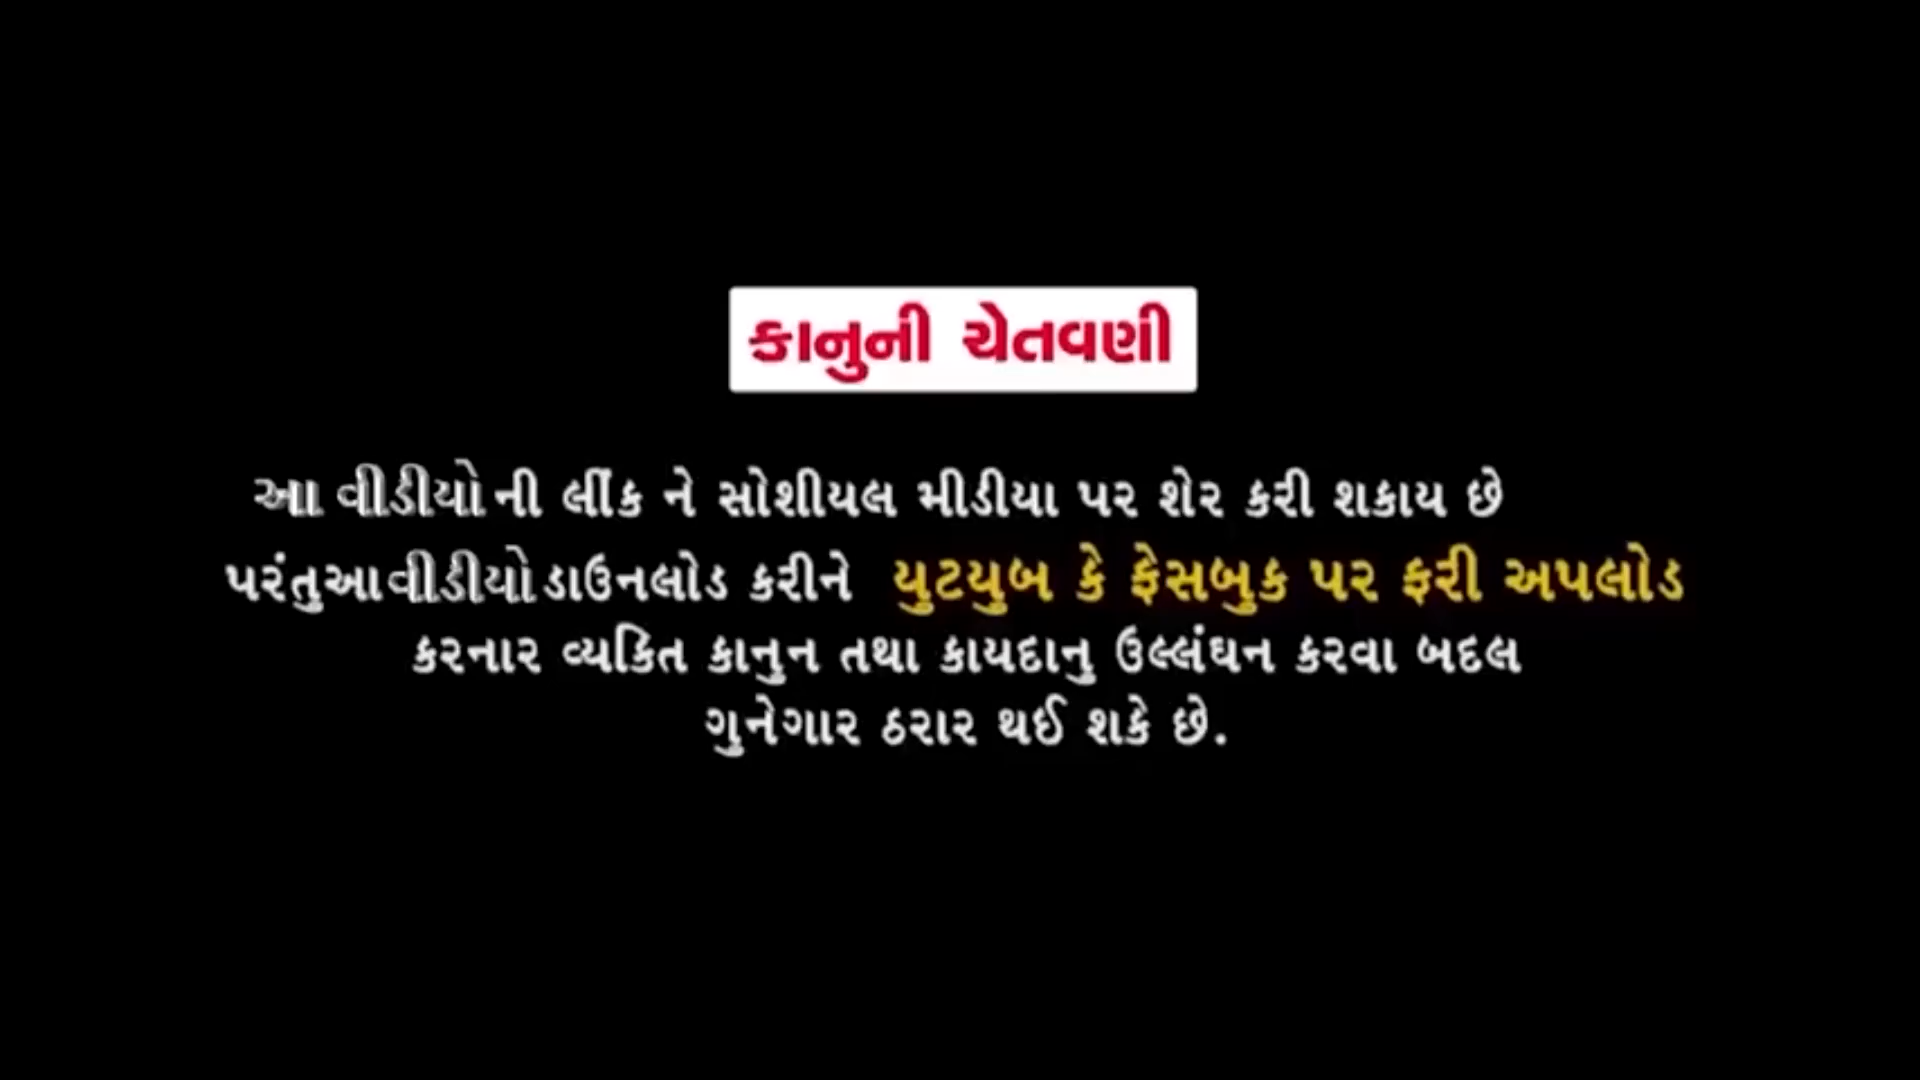 કાનુની ચેતવણી
આ વીડીયો ની લીંક ને સોશીયલ મીડીયા પર શેર કરી શકાય છે
પરંતુઆવીડીયો ડાઉનલોડ કરીને યુટયુબ કે ફેસબુક પર ફરી અપલોડ
કરનાર વ્યકિત કાનુન તથા કાયદાનુ ઉલ્લંઘન કરવા બદલ
ગુનેગાર ઠરાર થઈ શકે છે.